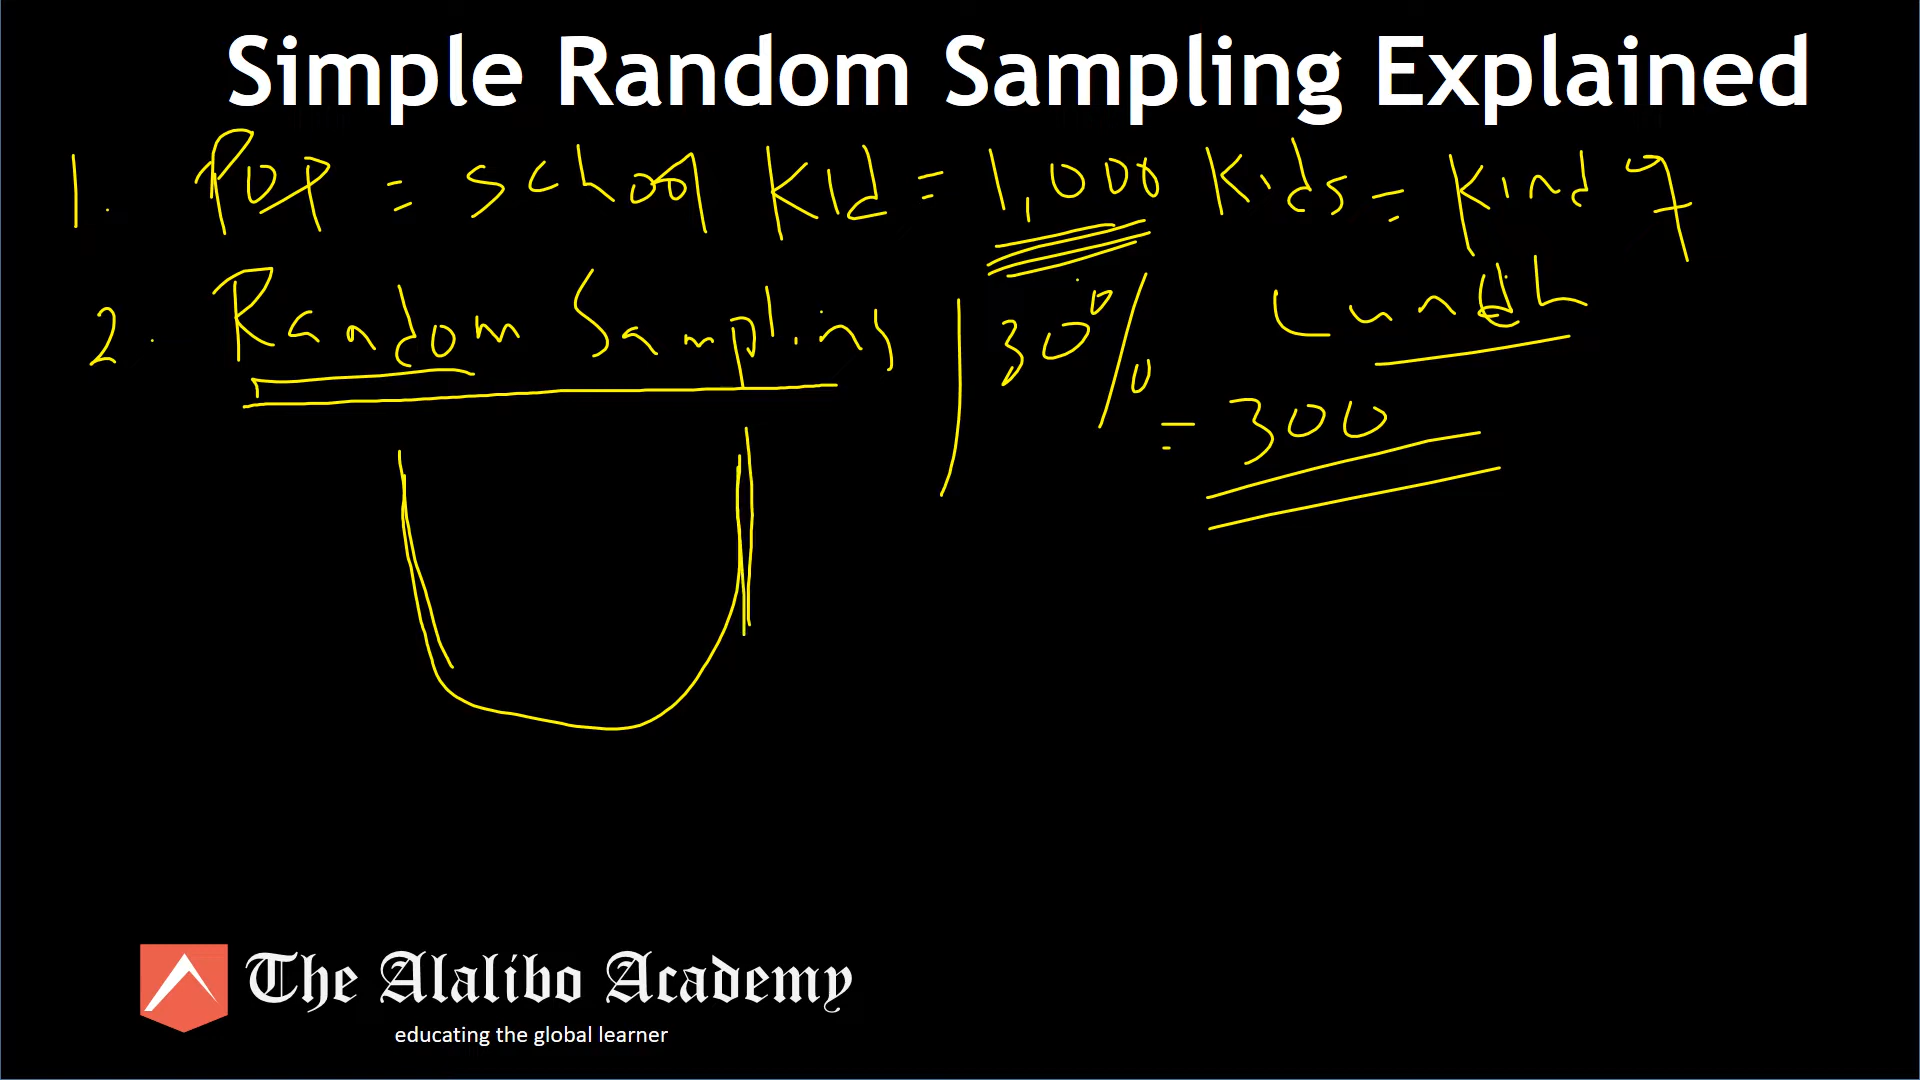 Simple Random Sampling Explained
1. Pop = school Kid = 1,000 Kids = Kind of
Lunch
2. Random Sampling | 30% = 300
The Alalibo Academy
educating the global learner